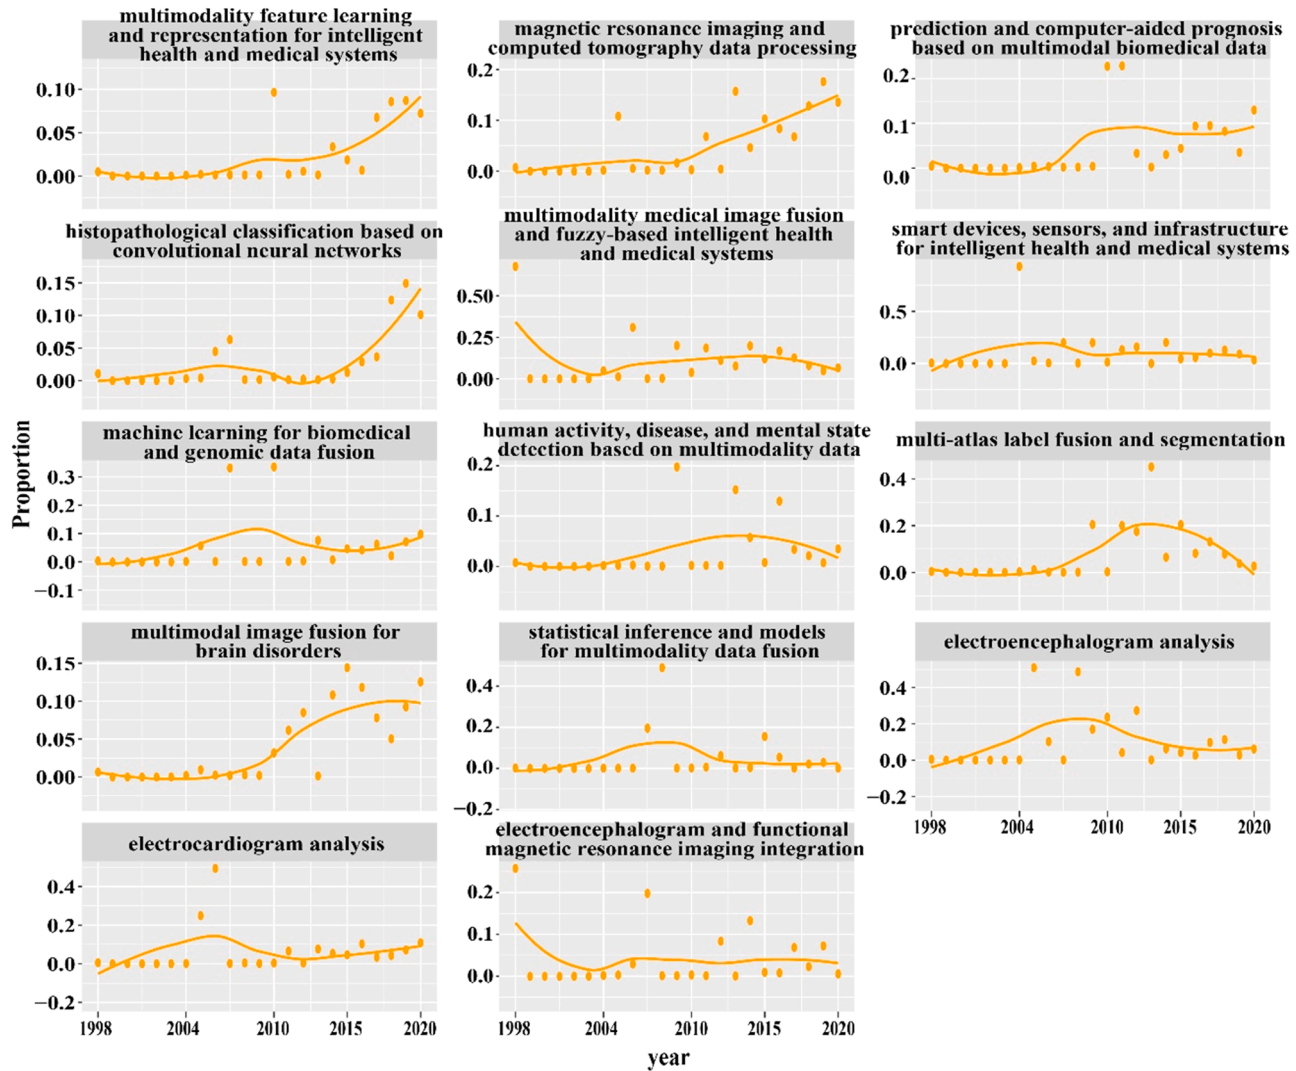 multimodality feature learning
and representation for intelligent
health and medical systems
0.10
0.05
0.00
magnetic resonance imaging and
computed tomography data processing
0.2
0.1
0.0
prediction and computer-aided prognosis
based on multimodal biomedical data
0.2
0.1
0.0
histopathological classification based on
convolutional neural networks
0.15
0.10
0.05
0.00
multimodality medical image fusion
and fuzzy-based intelligent health
and medical systems
0.50
0.25
0.00
smart devices, sensors, and infrastructure
for intelligent health and medical systems
0.5
0.0
Proportion
machine learning for biomedical
and genomic data fusion
0.3
0.2
0.1
0.0
−0.1
human activity, disease, and mental state
detection based on multimodality data
0.2
0.1
0.0
multi-atlas label fusion and segmentation
0.4
0.2
0.0
multimodal image fusion for
brain disorders
0.15
0.10
0.05
0.00
statistical inference and models
for multimodality data fusion
0.4
0.2
0.0
−0.2
electroencephalogram analysis
0.4
0.2
0.0
−0.2
1998 2004 2010 2015 2020
electrocardiogram analysis
0.4
0.2
0.0
−0.2
1998 2004 2010 2015 2020
electroencephalogram and functional
magnetic resonance imaging integration
0.2
0.1
0.0
1998 2004 2010 2015 2020
year